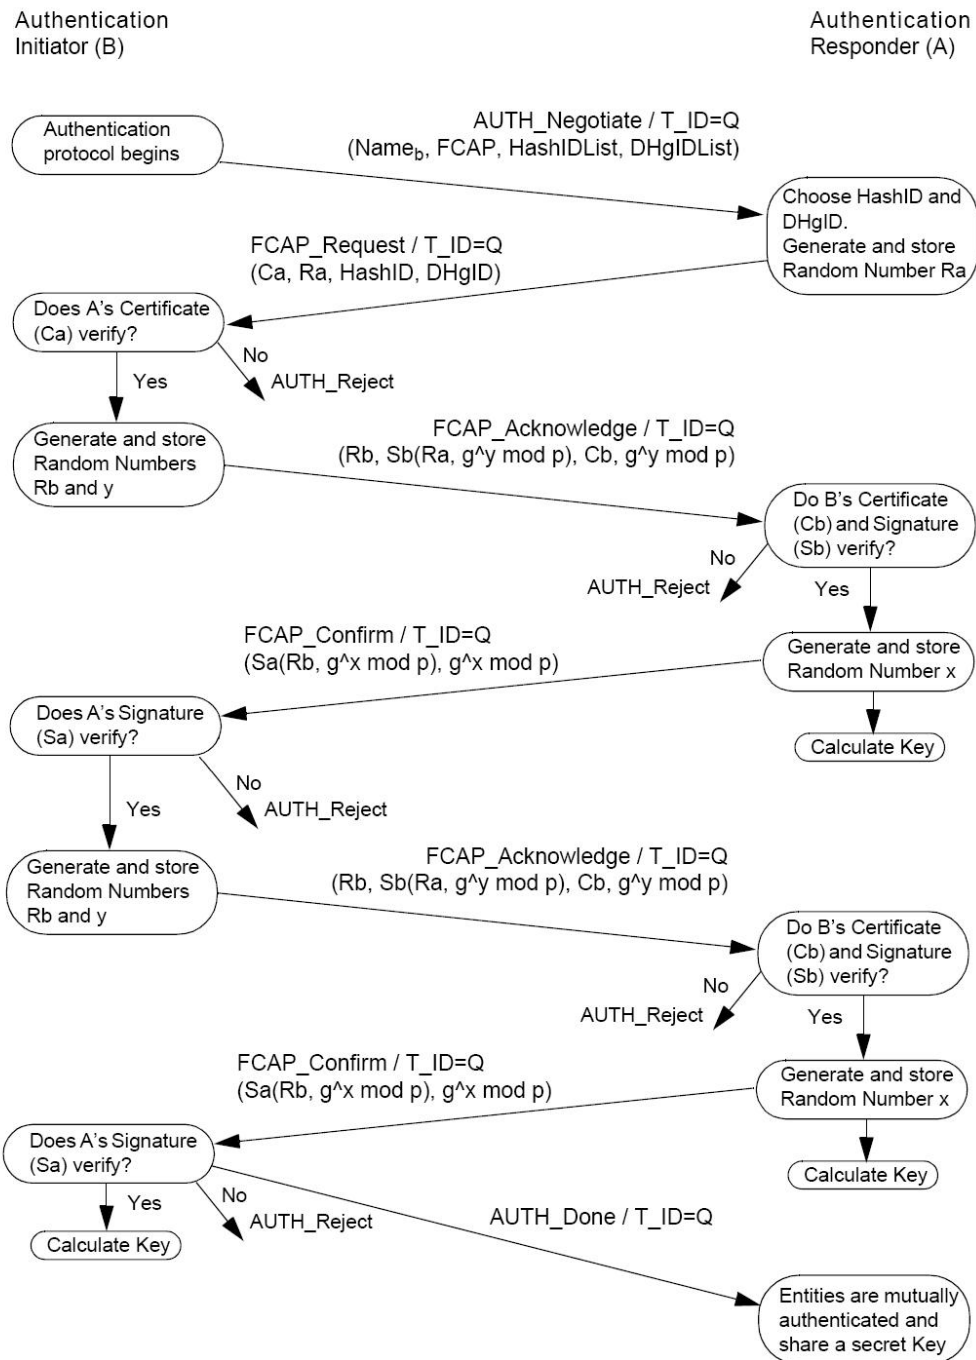 Authentication
Initiator (B)
Authentication
Responder (A)
Authentication
protocol begins
AUTH_Negotiate / T_ID=Q
(Nameb, FCAP, HashIDList, DHgIDList)
Choose HashID and
DHgID.
Generate and store
Random Number Ra
FCAP_Request / T_ID=Q
(Ca, Ra, HashID, DHgID)
Does A's Certificate
(Ca) verify?
No
AUTH_Reject
Yes
Generate and store
Random Numbers
Rb and y
FCAP_Acknowledge / T_ID=Q
(Rb, Sb(Ra, g^y mod p), Cb, g^y mod p)
Do B's Certificate
(Cb) and Signature
(Sb) verify?
No
AUTH_Reject
Yes
Generate and store
Random Number x
Calculate Key
FCAP_Confirm / T_ID=Q
(Sa(Rb, g^x mod p), g^x mod p)
Does A's Signature
(Sa) verify?
No
AUTH_Reject
Yes
Generate and store
Random Numbers
Rb and y
FCAP_Acknowledge / T_ID=Q
(Rb, Sb(Ra, g^y mod p), Cb, g^y mod p)
Do B's Certificate
(Cb) and Signature
(Sb) verify?
No
AUTH_Reject
Yes
Generate and store
Random Number x
Calculate Key
FCAP_Confirm / T_ID=Q
(Sa(Rb, g^x mod p), g^x mod p)
Does A's Signature
(Sa) verify?
Yes
No
AUTH_Reject
Calculate Key
AUTH_Done / T_ID=Q
Entities are mutually
authenticated and
share a secret Key